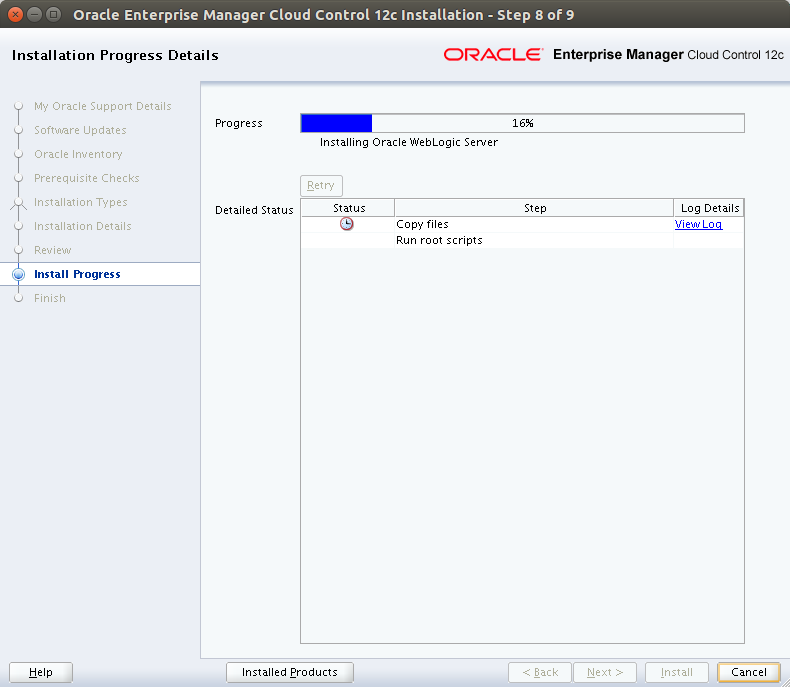 Oracle Enterprise Manager Cloud Control 12c Installation - Step 8 of 9
Installation Progress Details
ORACLE Enterprise Manager Cloud Control 12c
My Oracle Support Details
Software Updates
Oracle Inventory
Prerequisite Checks
Installation Types
Installation Details
Review
Install Progress
Finish
Progress
16%
Installing Oracle WebLogic Server
Retry
Detailed Status
Status Step Log Details
Copy files View Log
Run root scripts
Help Installed Products < Back Next > Install Cancel